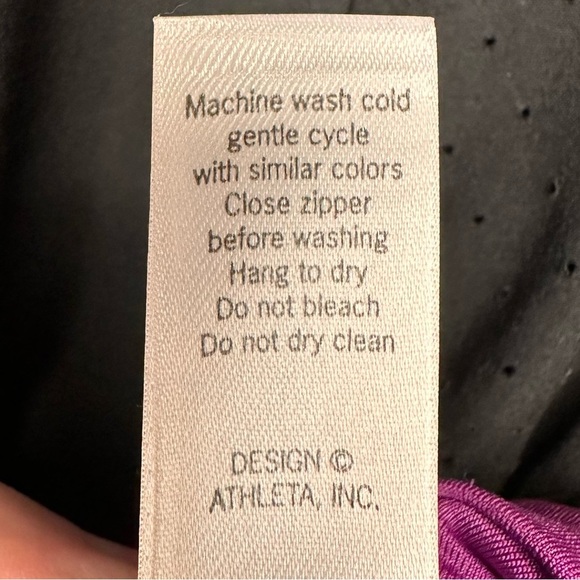 Machine wash cold
gentle cycle
with similar colors
Close zipper
before washing
Hang to dry
Do not bleach
Do not dry clean
DESIGN ©
ATHLETA, INC.